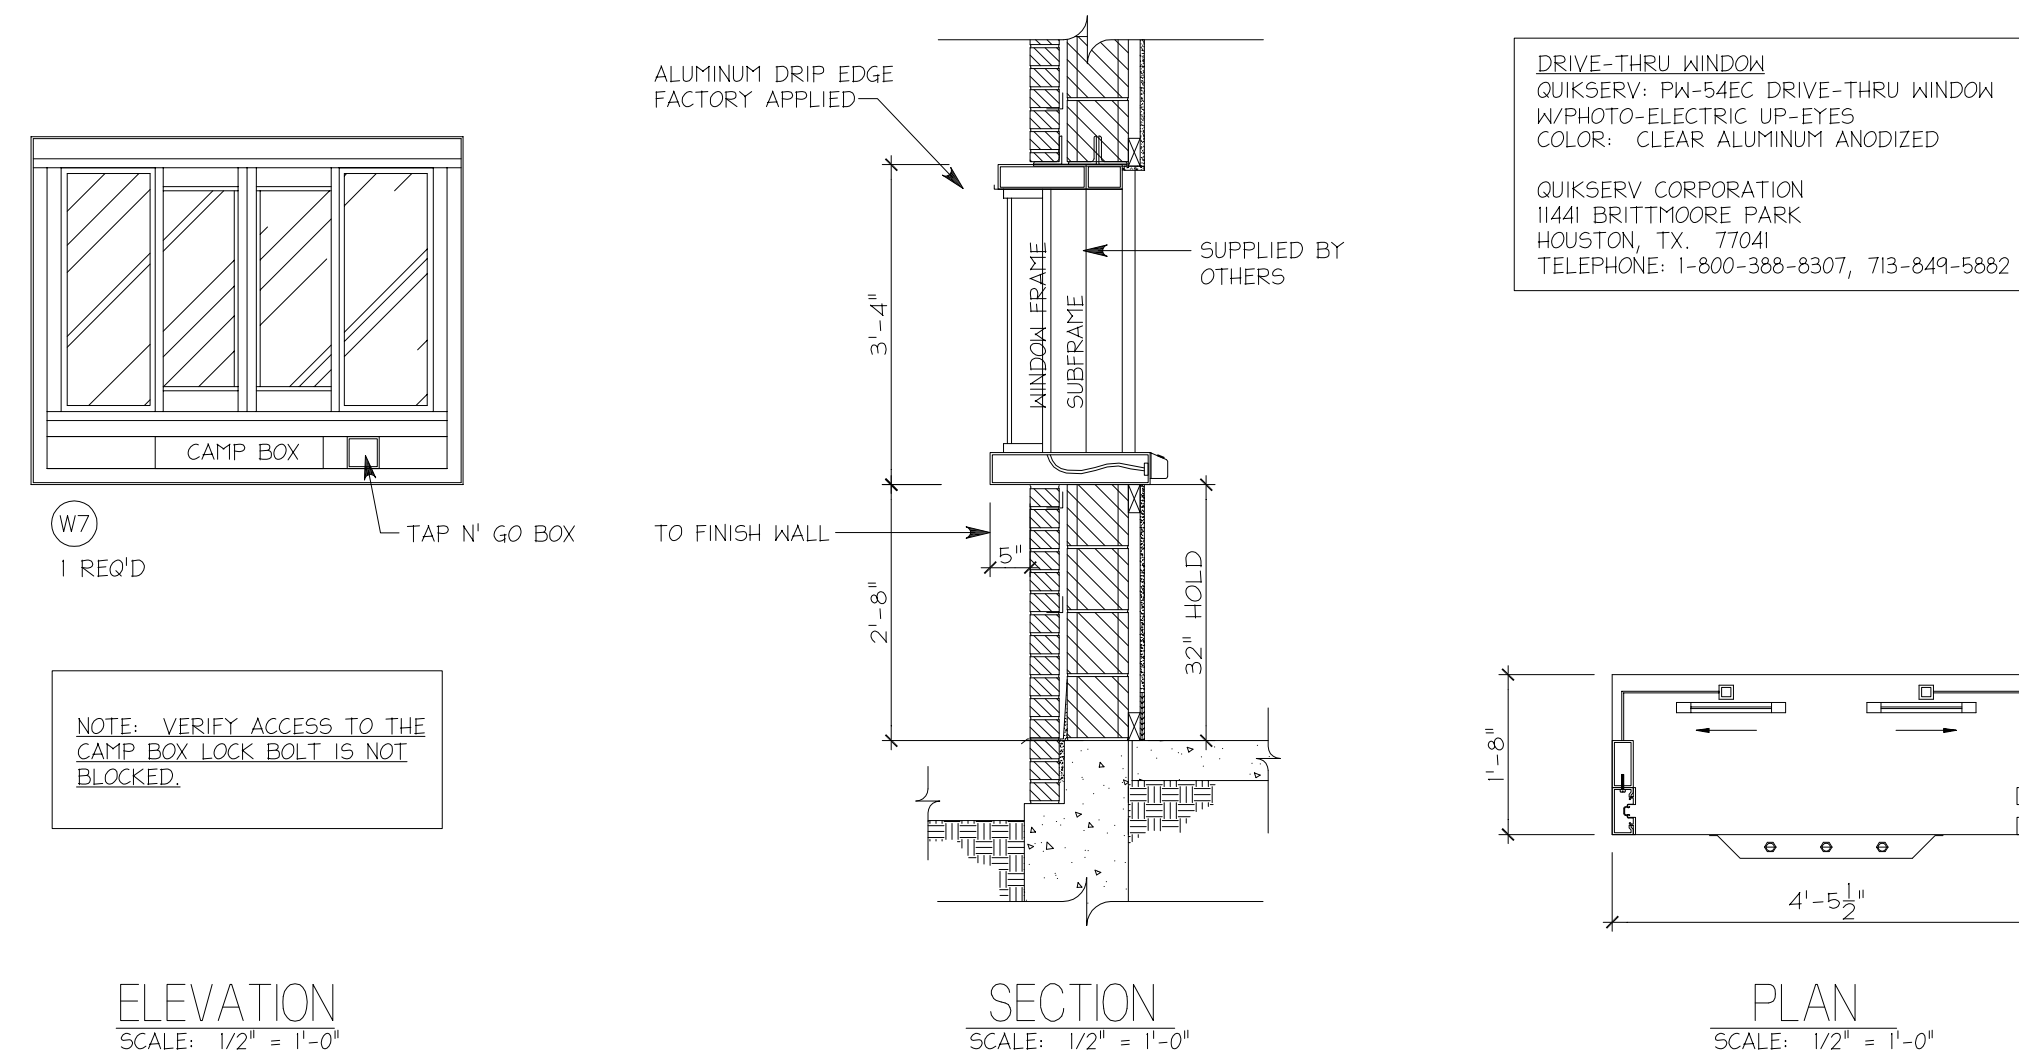 CAMP BOX
W7
1 REQ'D
TAP N' GO BOX
NOTE:  VERIFY ACCESS TO THE
CAMP BOX LOCK BOLT IS NOT
BLOCKED.
ELEVATION
SCALE:  1/2" = 1'-0"
ALUMINUM DRIP EDGE
FACTORY APPLIED
3'-4"
WINDOW FRAME
SUBFRAME
SUPPLIED BY
OTHERS
TO FINISH WALL
5"
2'-8"
32" HOLD
SECTION
SCALE:  1/2" = 1'-0"
DRIVE-THRU WINDOW
QUIKSERV: PW-54EC DRIVE-THRU WINDOW
W/PHOTO-ELECTRIC UP-EYES
COLOR:  CLEAR ALUMINUM ANODIZED
QUIKSERV CORPORATION
11441 BRITTMOORE PARK
HOUSTON, TX.  77041
TELEPHONE: 1-800-388-8307, 713-849-5882
1'-8"
4'-5 1/2"
PLAN
SCALE:  1/2" = 1'-0"